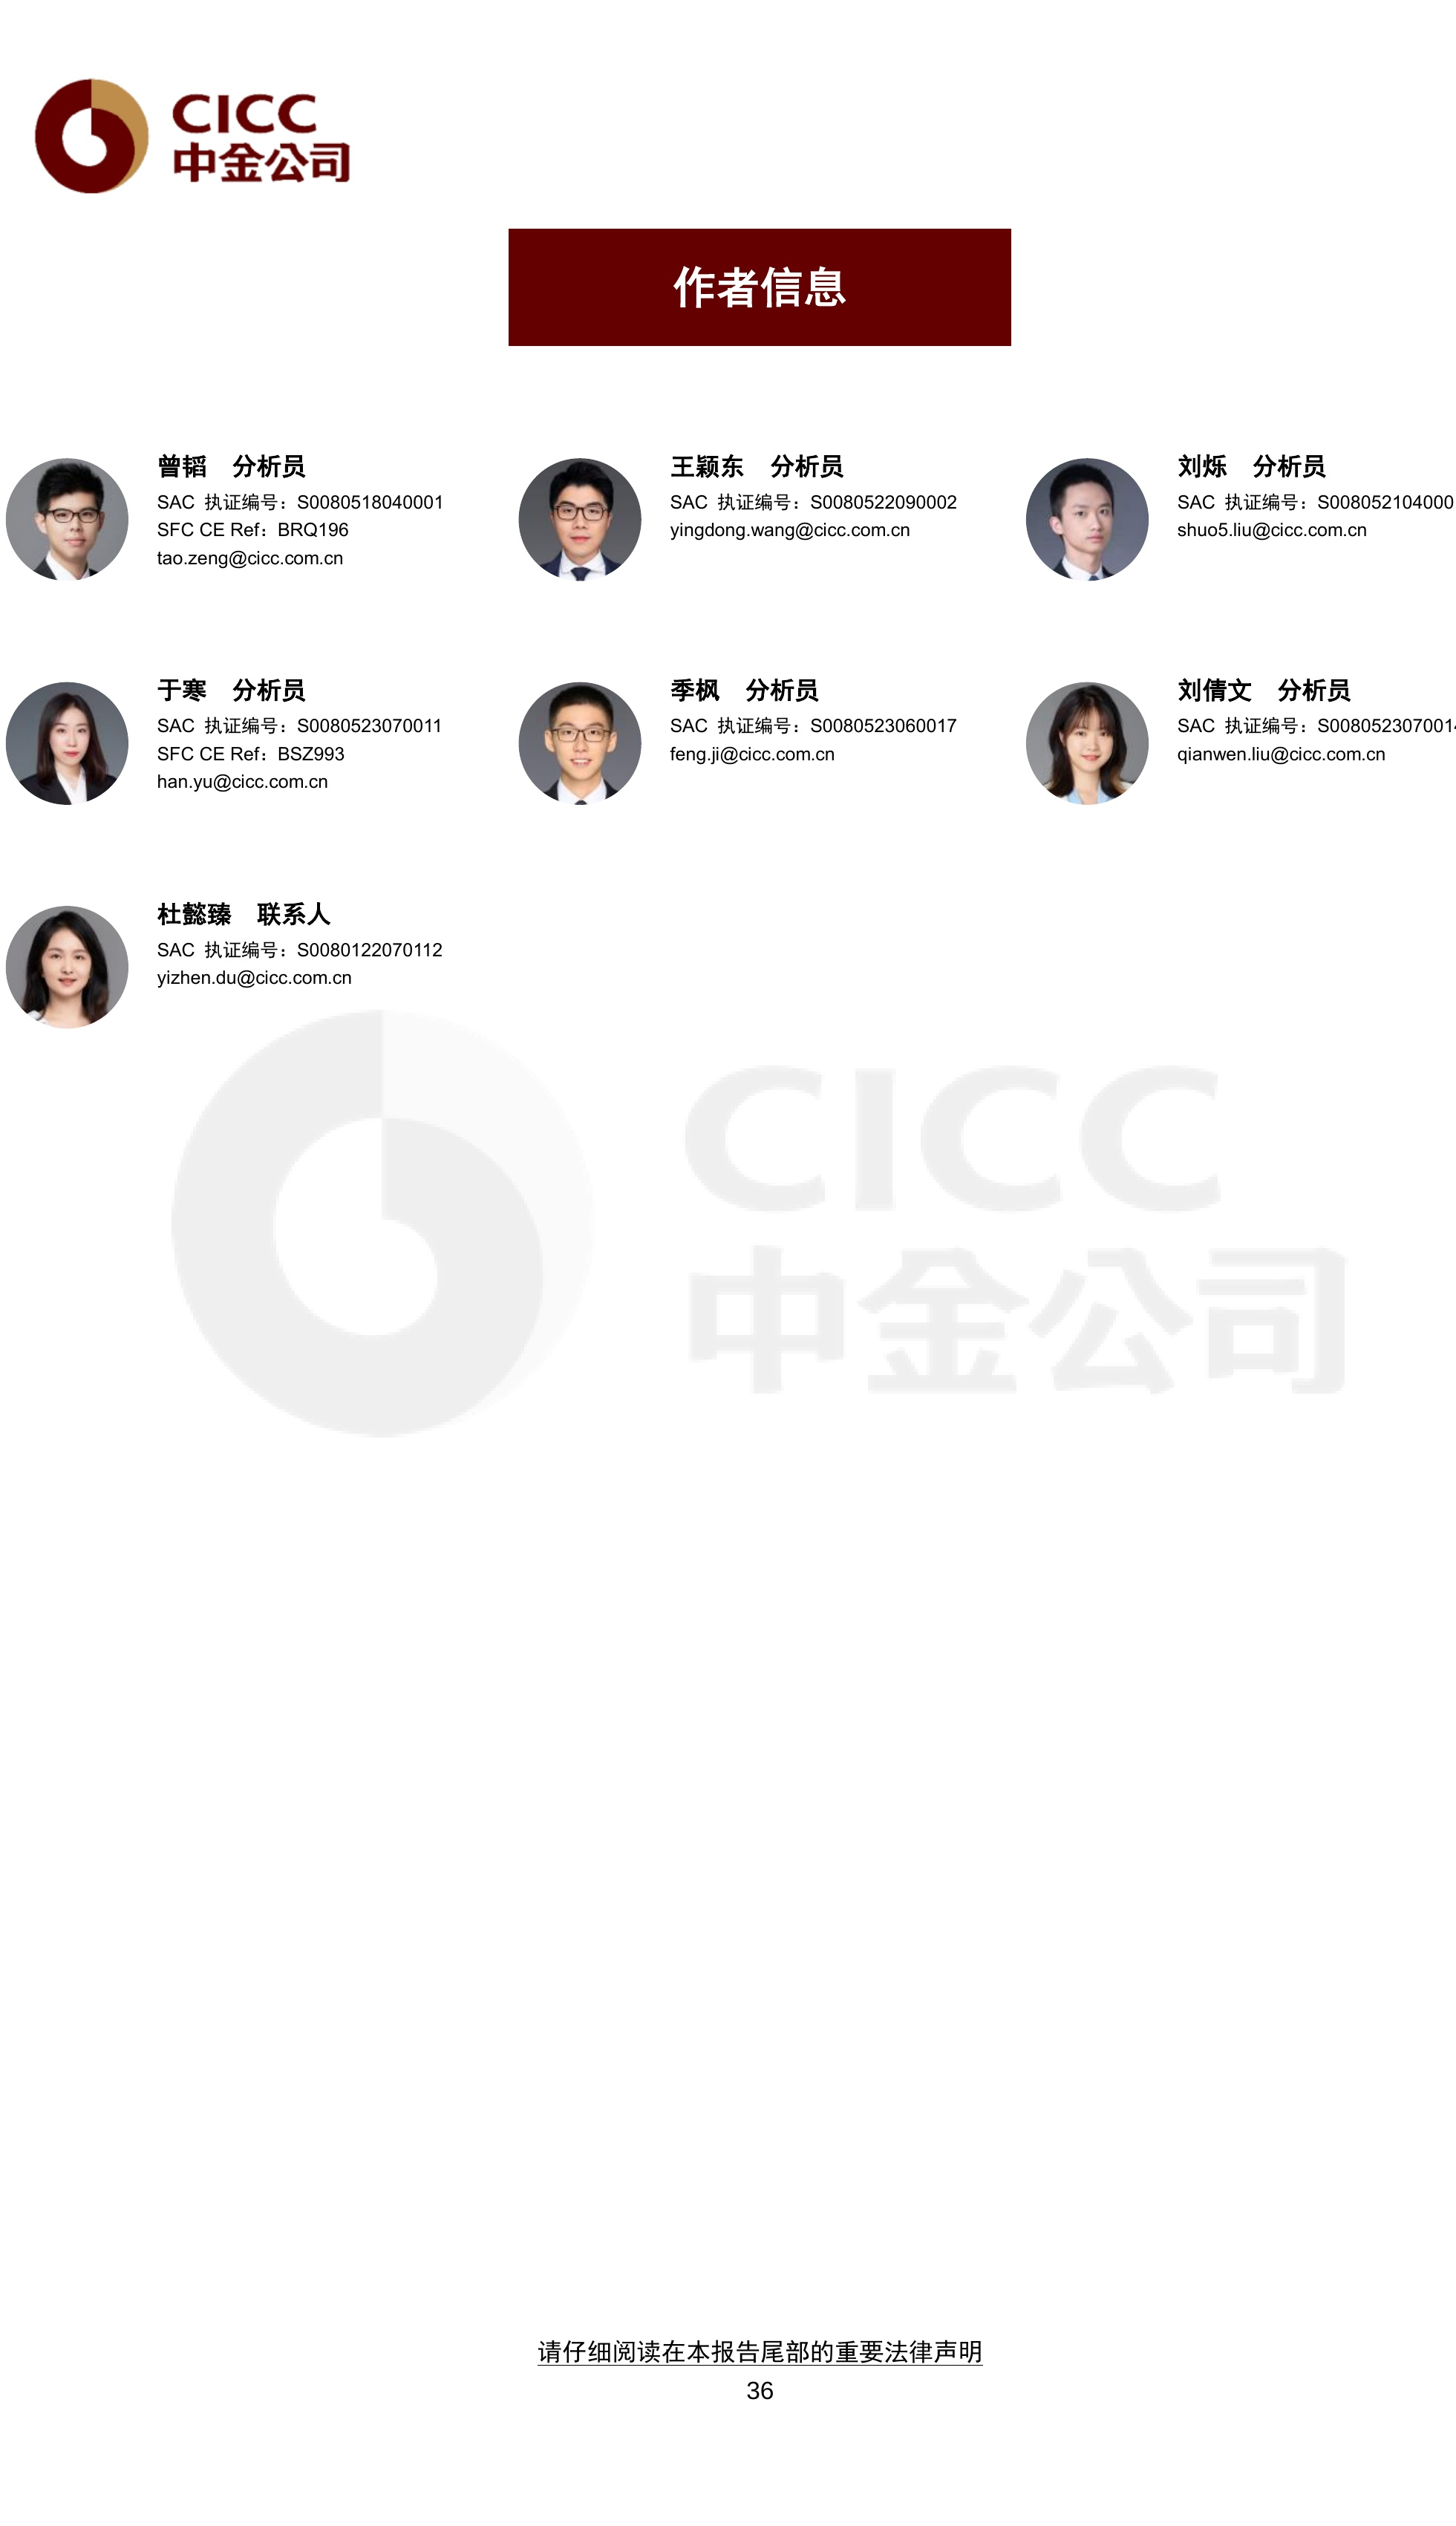 CICC
中金公司
作者信息
曾韬 分析员
SAC 执证编号：S0080518040001
SFC CE Ref：BRQ196
tao.zeng@cicc.com.cn
王颖东 分析员
SAC 执证编号：S0080522090002
yingdong.wang@cicc.com.cn
刘烁 分析员
SAC 执证编号：S008052104000
shuo5.liu@cicc.com.cn
于寒 分析员
SAC 执证编号：S0080523070011
SFC CE Ref：BSZ993
han.yu@cicc.com.cn
季枫 分析员
SAC 执证编号：S0080523060017
feng.ji@cicc.com.cn
刘倩文 分析员
SAC 执证编号：S008052307001
qianwen.liu@cicc.com.cn
杜懿臻 联系人
SAC 执证编号：S0080122070112
yizhen.du@cicc.com.cn
CICC
中金公司
请仔细阅读在本报告尾部的重要法律声明
36